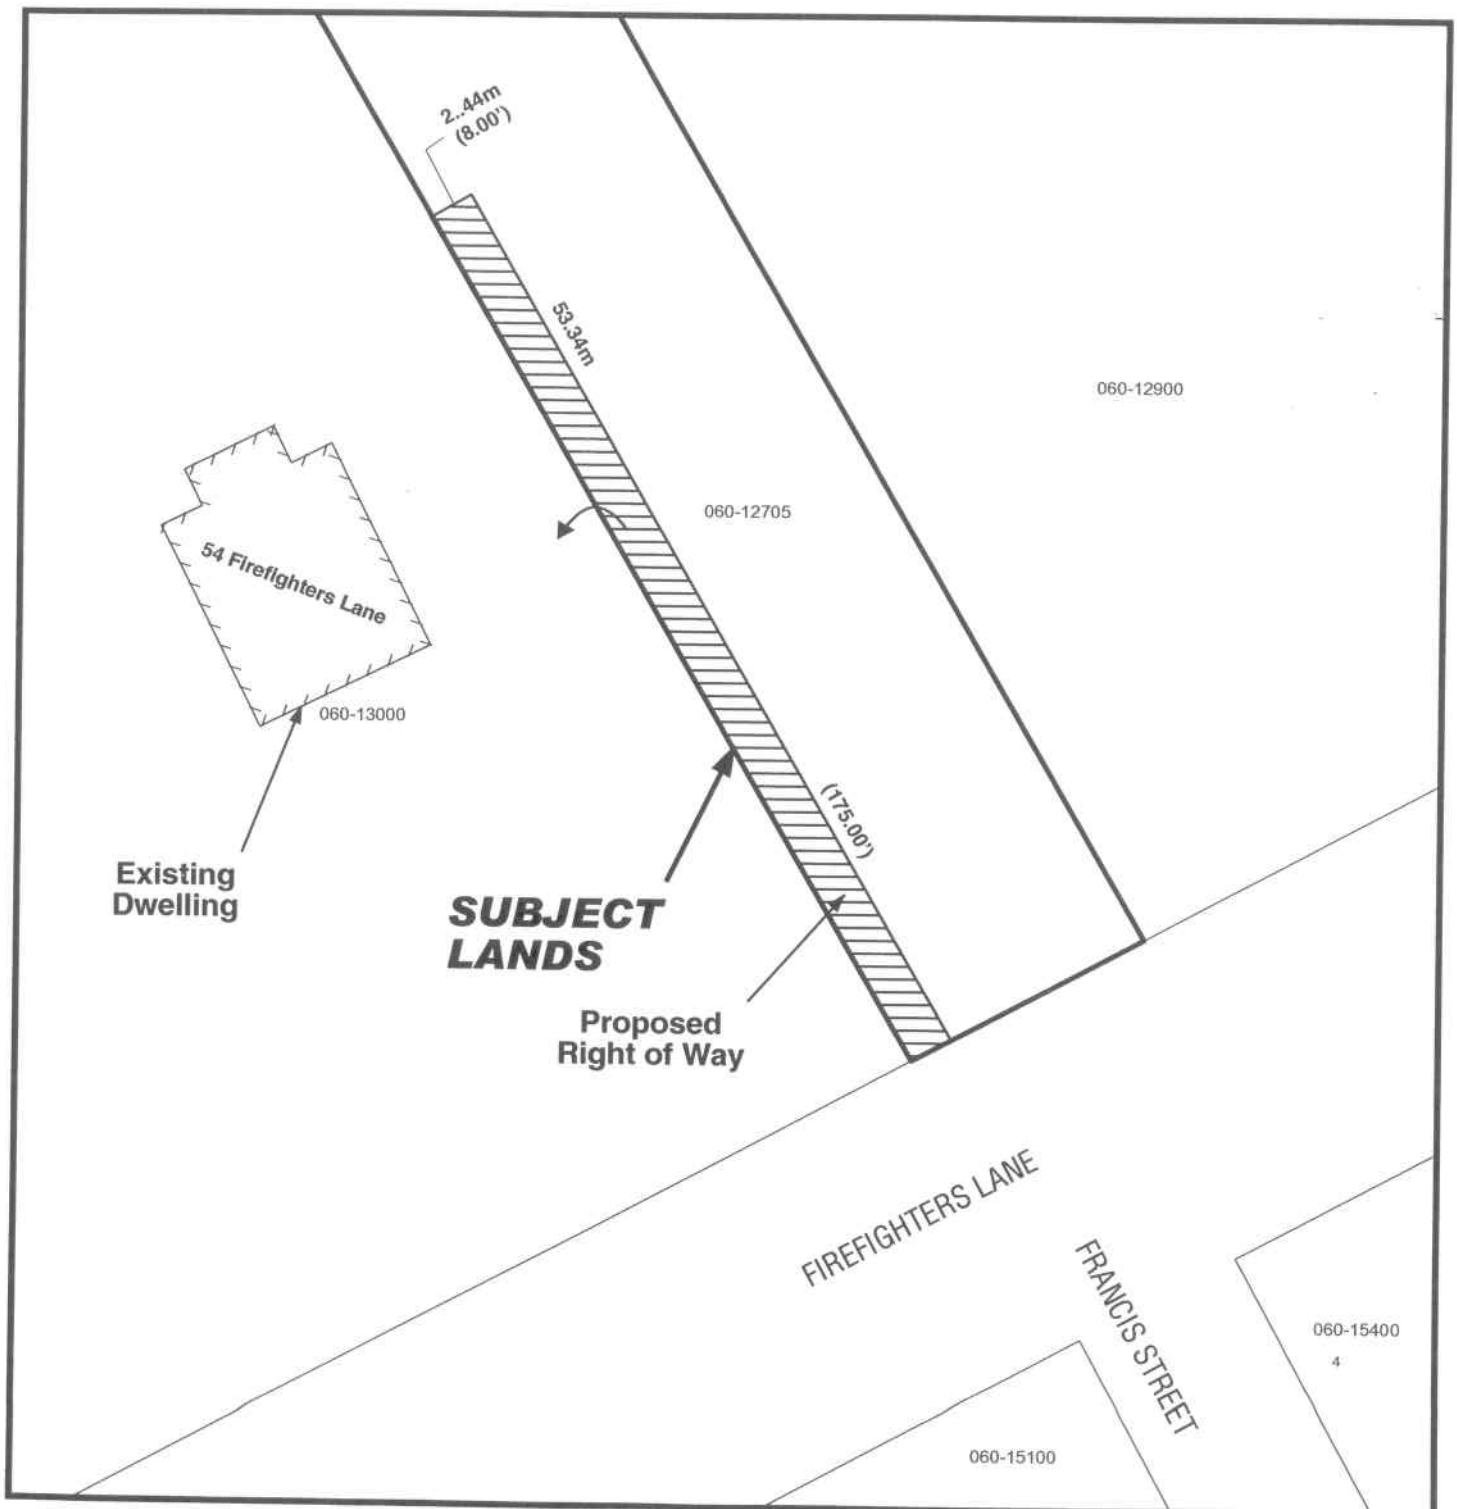 2..44m
(8.00')
53.34m
060-12900
060-12705
54 Firefighters Lane
060-13000
(175.00')
Existing
Dwelling
SUBJECT
LANDS
Proposed
Right of Way
FIREFIGHTERS LANE
FRANCIS STREET
060-15400
4
060-15100